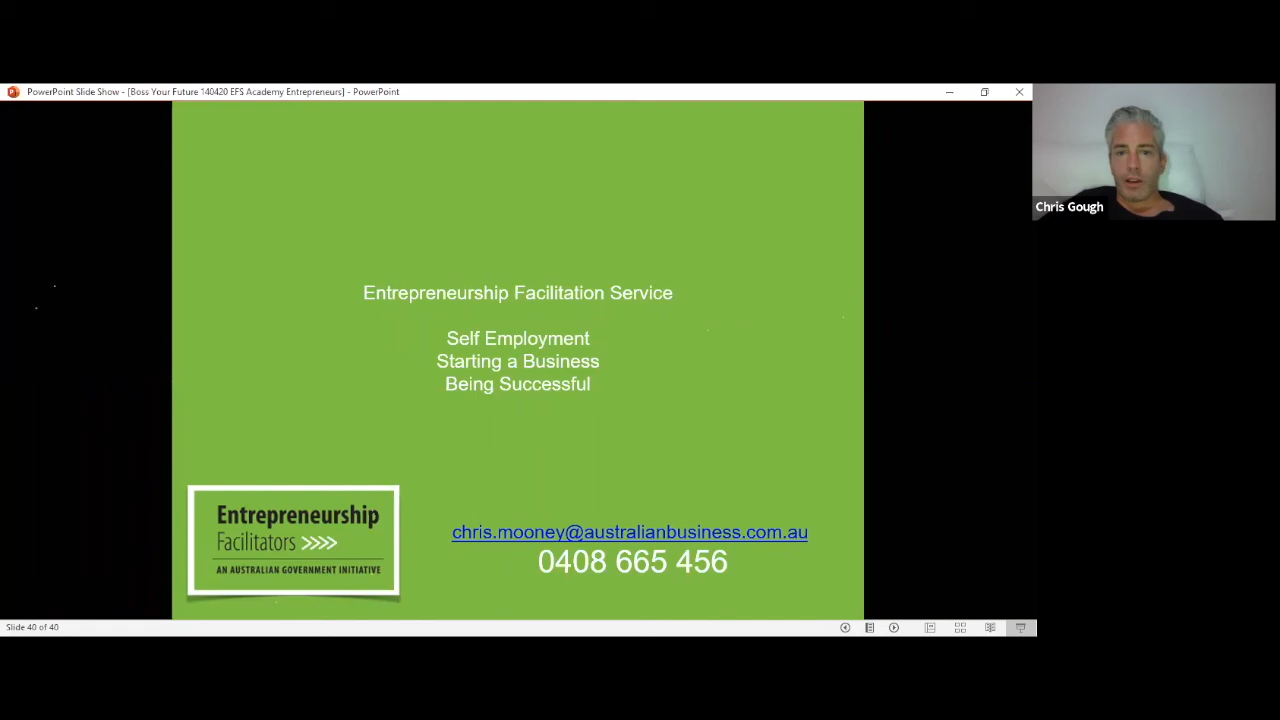 PowerPoint Slide Show - [Boss Your Future 140420 EFS Academy Entrepreneurs] - PowerPoint
Chris Gough
Entrepreneurship Facilitation Service
Self Employment
Starting a Business
Being Successful
Entrepreneurship
Facilitators >>>>
AN AUSTRALIAN GOVERNMENT INITIATIVE
chris.mooney@australianbusiness.com.au
0408 665 456
Slide 40 of 40